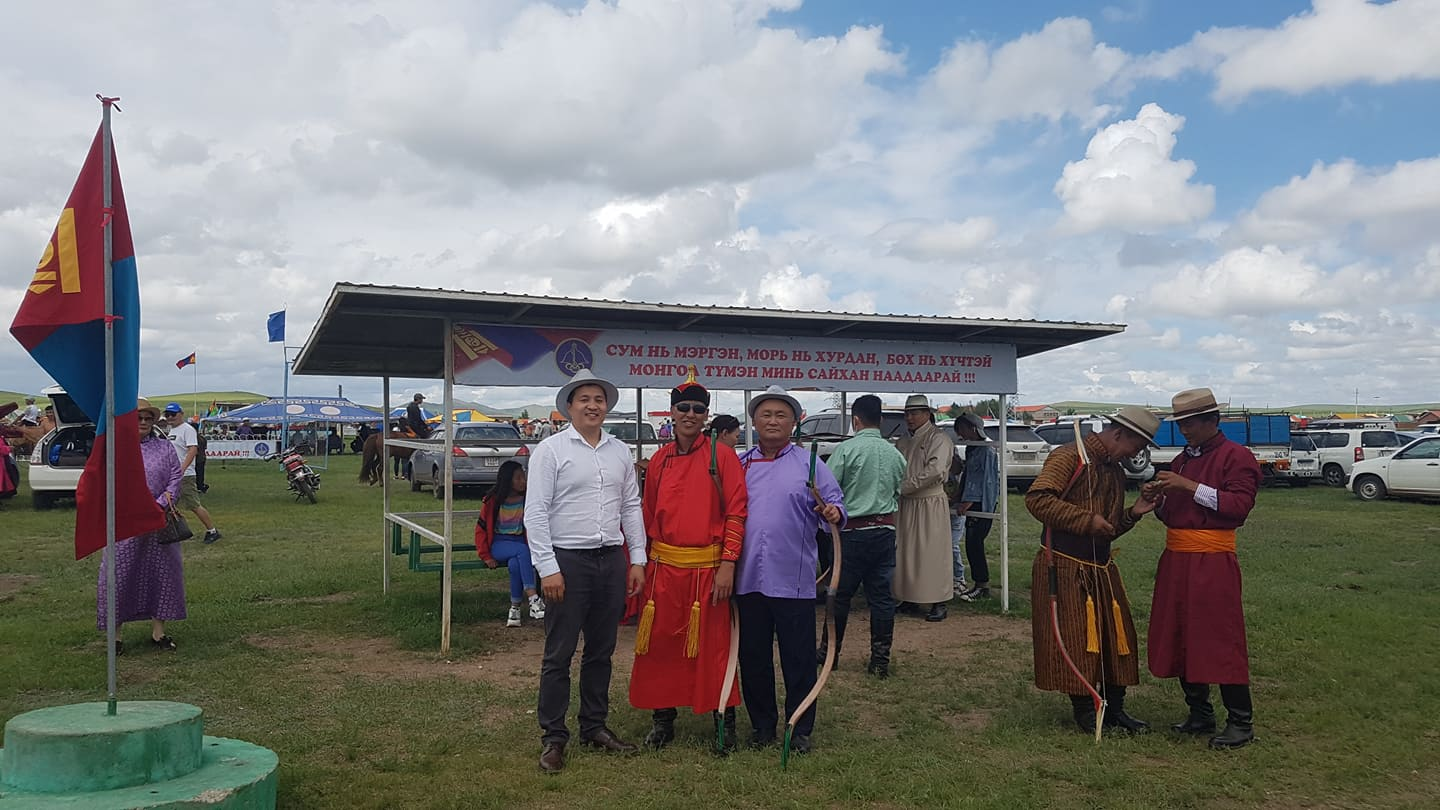 СУМ НЬ МЭРГЭН, МОРЬ НЬ ХУРДАН, БӨХ НЬ ХҮЧТЭЙ
МОНГОЛ ТҮМЭН МИНЬ САЙХАН НААДААРАЙ !!!